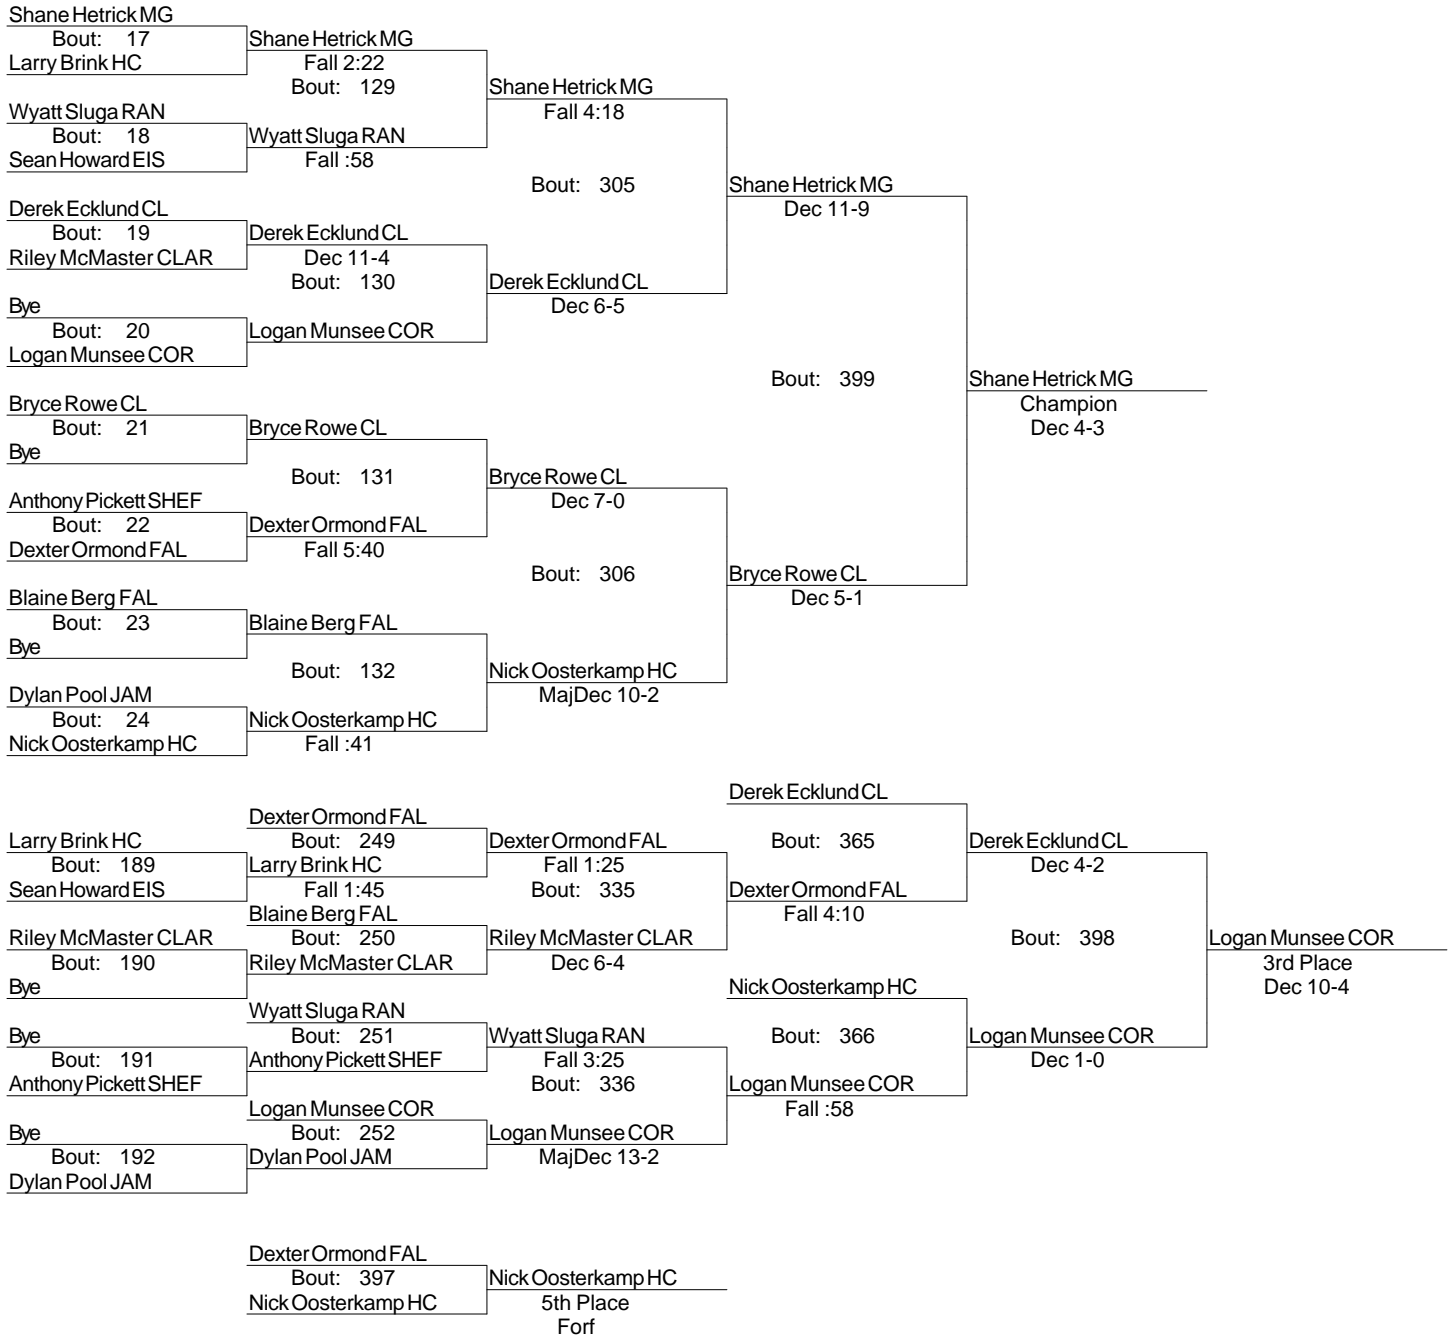 Shane Hetrick MG
Bout: 17
Larry Brink HC
Shane Hetrick MG
Fall 2:22
Bout: 129
Wyatt Sluga RAN
Bout: 18
Sean Howard EIS
Wyatt Sluga RAN
Fall :58
Shane Hetrick MG
Fall 4:18
Bout: 305
Derek Ecklund CL
Bout: 19
Riley McMaster CLAR
Derek Ecklund CL
Dec 11-4
Bout: 130
Bye
Bout: 20
Logan Munsee COR
Logan Munsee COR
Derek Ecklund CL
Dec 6-5
Shane Hetrick MG
Dec 11-9
Bout: 399
Shane Hetrick MG
Champion
Dec 4-3
Bryce Rowe CL
Bout: 21
Bye
Bryce Rowe CL
Bout: 131
Anthony Pickett SHEF
Bout: 22
Dexter Ormond FAL
Dexter Ormond FAL
Fall 5:40
Bryce Rowe CL
Dec 7-0
Bout: 306
Bryce Rowe CL
Dec 5-1
Blaine Berg FAL
Bout: 23
Bye
Blaine Berg FAL
Bout: 132
Dylan Pool JAM
Bout: 24
Nick Oosterkamp HC
Nick Oosterkamp HC
Fall :41
Nick Oosterkamp HC
MajDec 10-2
Larry Brink HC
Bout: 189
Sean Howard EIS
Dexter Ormond FAL
Bout: 249
Larry Brink HC
Fall 1:45
Dexter Ormond FAL
Fall 1:25
Bout: 335
Riley McMaster CLAR
Bout: 190
Bye
Blaine Berg FAL
Bout: 250
Riley McMaster CLAR
Riley McMaster CLAR
Dec 6-4
Derek Ecklund CL
Bout: 365
Dexter Ormond FAL
Fall 4:10
Derek Ecklund CL
Dec 4-2
Bout: 398
Logan Munsee COR
3rd Place
Dec 10-4
Bye
Bout: 191
Anthony Pickett SHEF
Wyatt Sluga RAN
Bout: 251
Anthony Pickett SHEF
Wyatt Sluga RAN
Fall 3:25
Bout: 336
Bye
Bout: 192
Dylan Pool JAM
Logan Munsee COR
Bout: 252
Dylan Pool JAM
Logan Munsee COR
MajDec 13-2
Nick Oosterkamp HC
Bout: 366
Logan Munsee COR
Fall :58
Logan Munsee COR
Dec 1-0
Dexter Ormond FAL
Bout: 397
Nick Oosterkamp HC
Nick Oosterkamp HC
5th Place
Forf